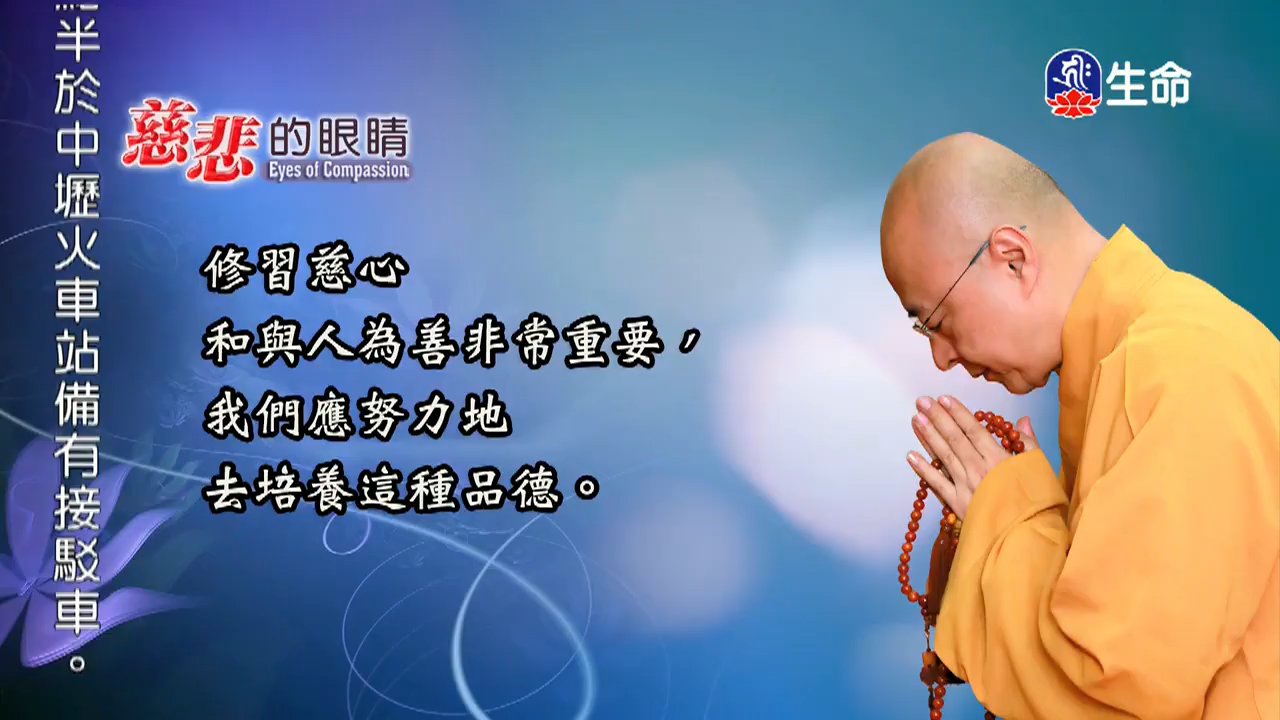 半於中壢火車站備有接駁車。
慈悲的眼睛
Eyes of Compassion
生命
修習慈心
和與人為善非常重要，
我們應努力地
去培養這種品德。